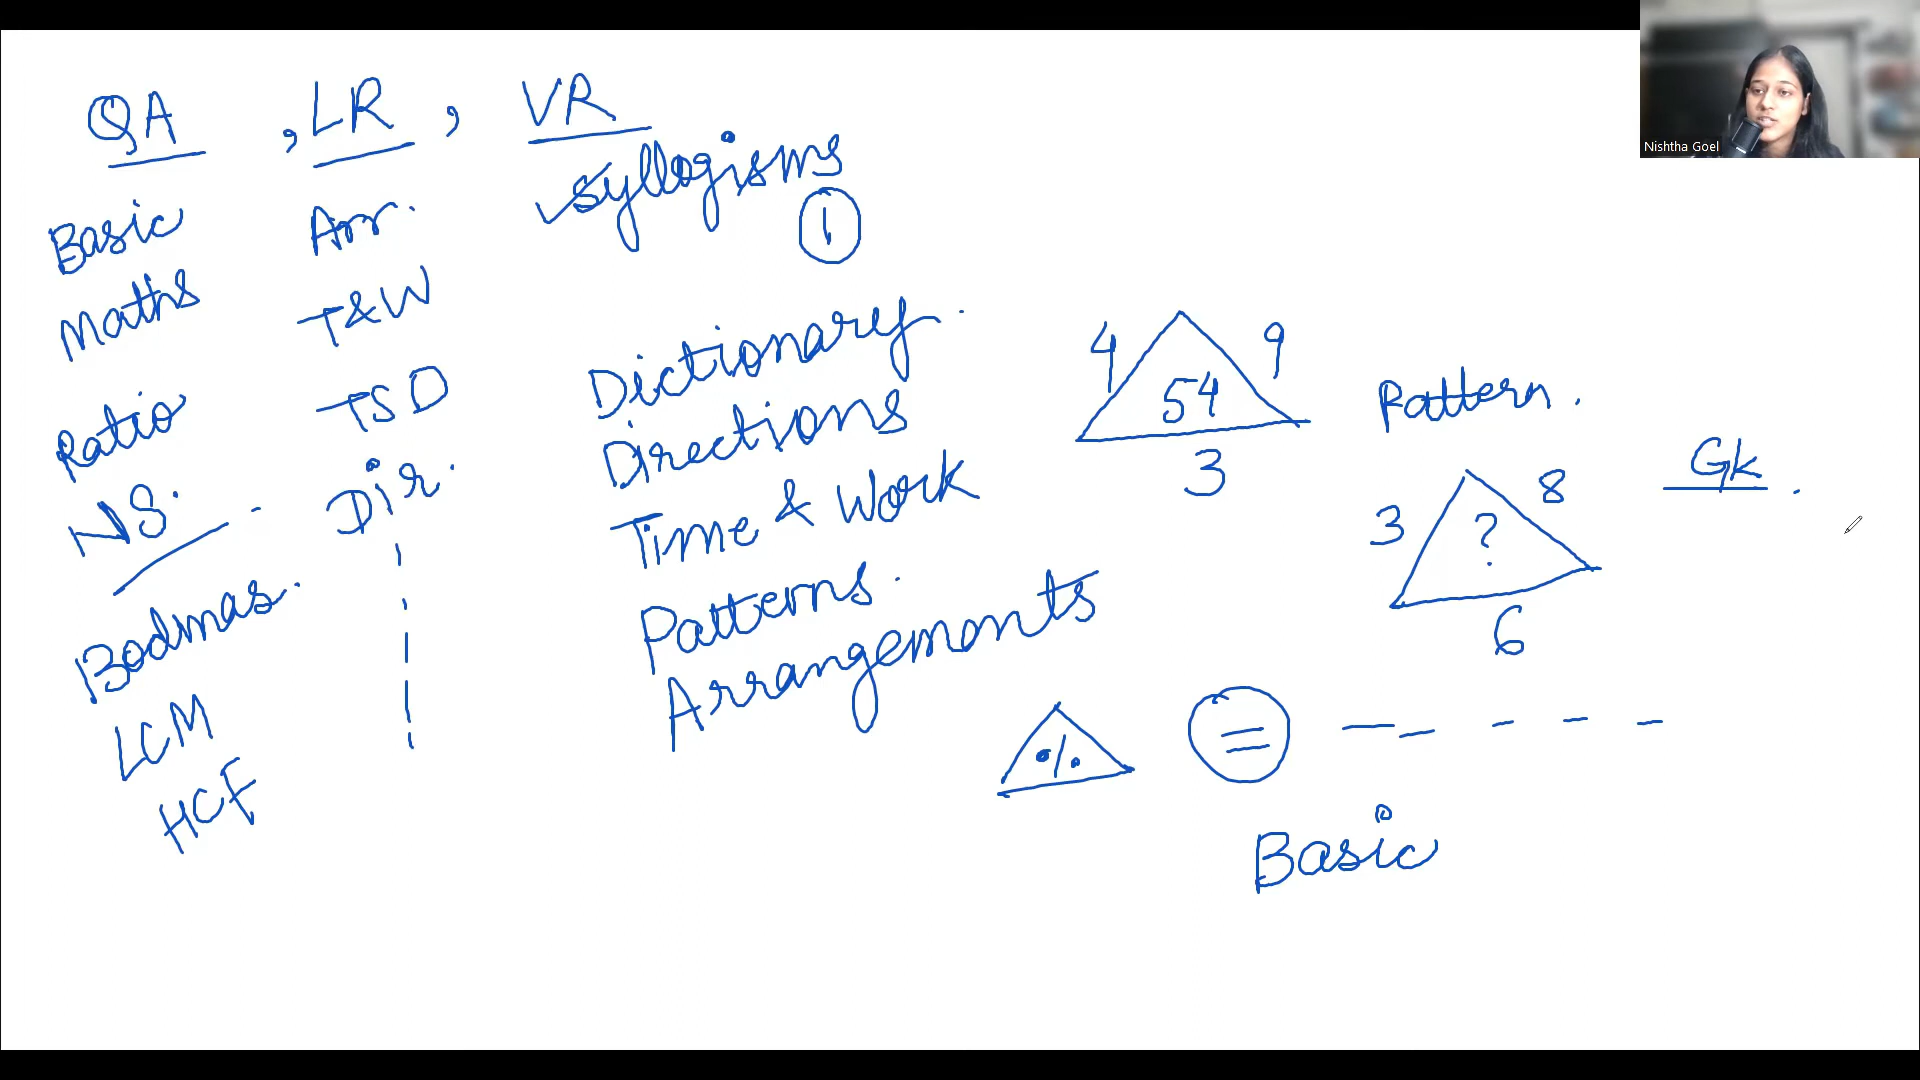 QA , LR , VR
Syllogisms
1
Basic
Maths
Ratio
NS.
Bodmas.
LCM
HCF
Arr.
T&W
TSD
Dir.
Dictionary.
Directions
Time & Work
Patterns.
Arrangements
4 9
54
3
Pattern.
3 8
?
6
Gk.
%
=
Basic
Nishtha Goel